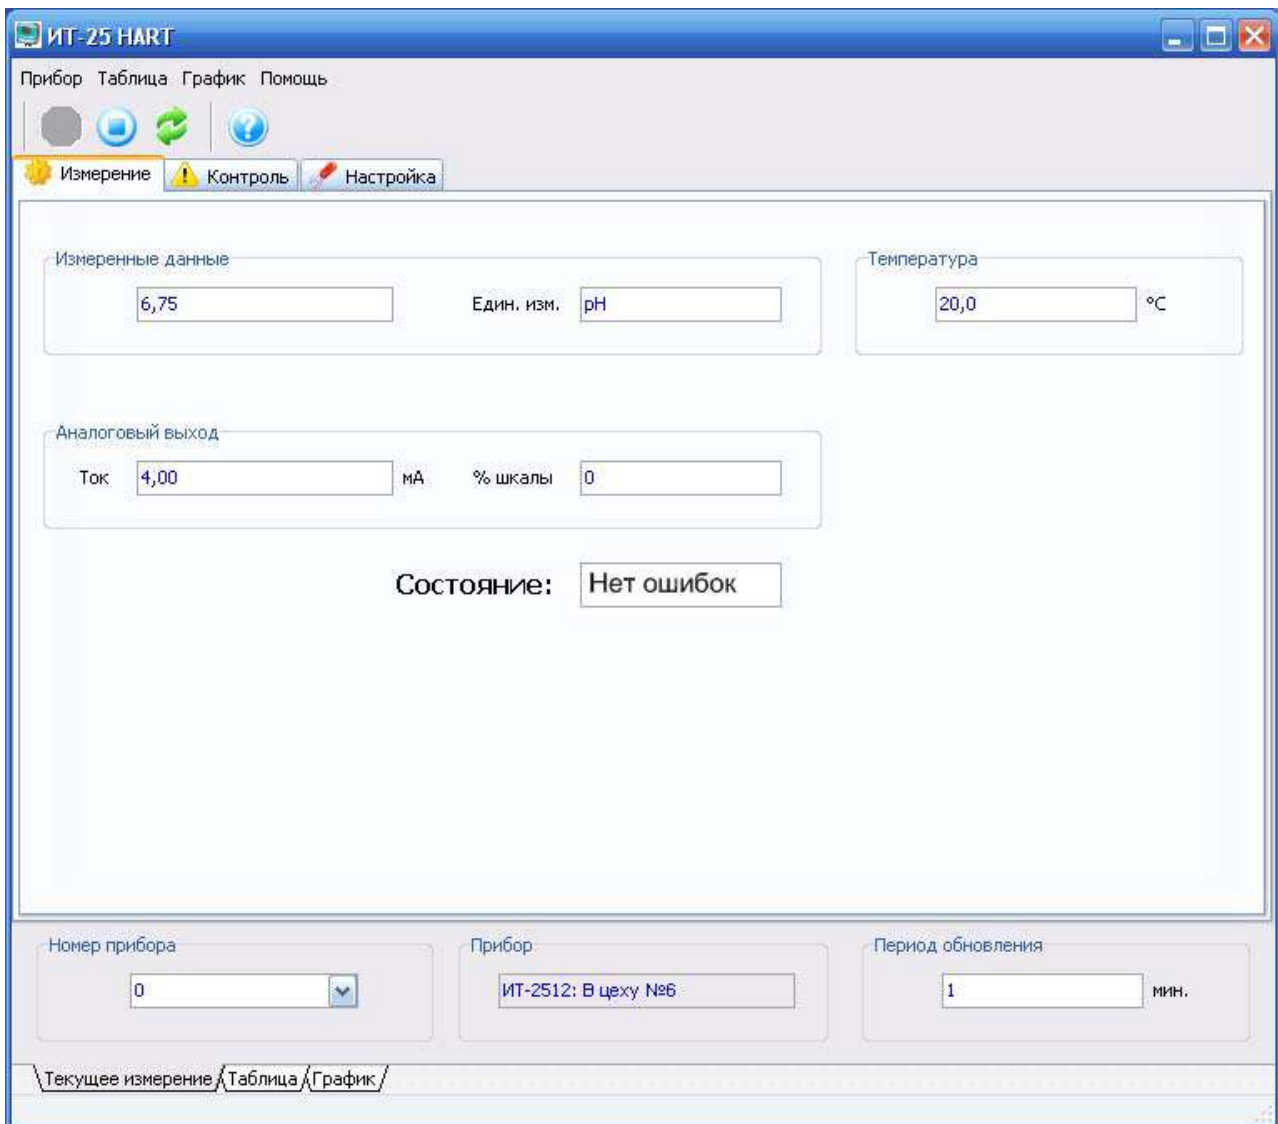 ИТ-25 HART
Прибор Таблица График Помощь
Измерение Контроль Настройка
Измеренные данные Температура
6,75 Един. изм. pH 20,0 °C
Аналоговый выход
Ток 4,00 мА % шкалы 0
Состояние: Нет ошибок
Номер прибора Прибор Период обновления
0 ИТ-2512: В цеху №6 1 мин.
Текущее измерение Таблица График